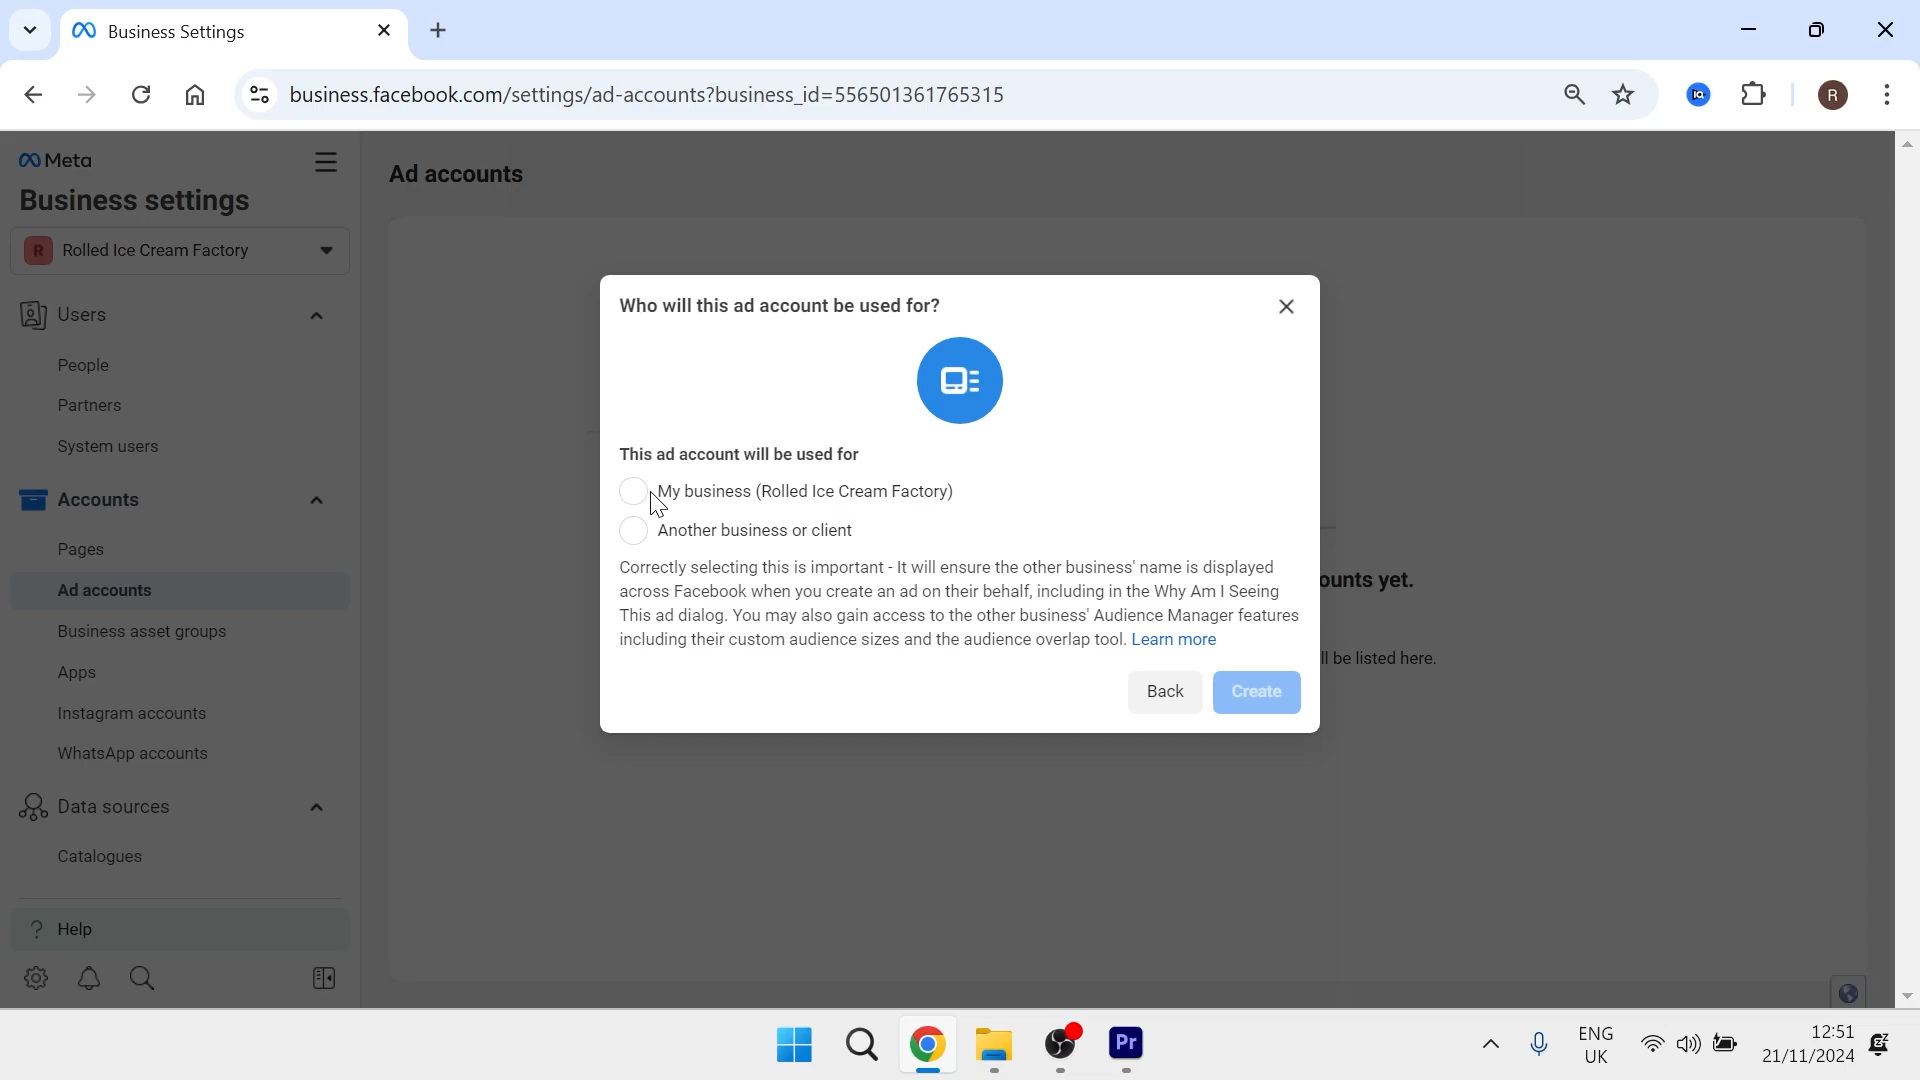 Business Settings
business.facebook.com/settings/ad-accounts?business_id=556501361765315
IQ
R
Meta
Business settings
R Rolled Ice Cream Factory
Users
People
Partners
System users
Accounts
Pages
Ad accounts
Business asset groups
Apps
Instagram accounts
WhatsApp accounts
Data sources
Catalogues
? Help
Ad accounts
Who will this ad account be used for?
This ad account will be used for
My business (Rolled Ice Cream Factory)
Another business or client
Correctly selecting this is important - It will ensure the other business' name is displayed
across Facebook when you create an ad on their behalf, including in the Why Am I Seeing
This ad dialog. You may also gain access to the other business' Audience Manager features
including their custom audience sizes and the audience overlap tool. Learn more
Back
Create
ounts yet.
ll be listed here.
Pr
ENG
UK
12:51
21/11/2024